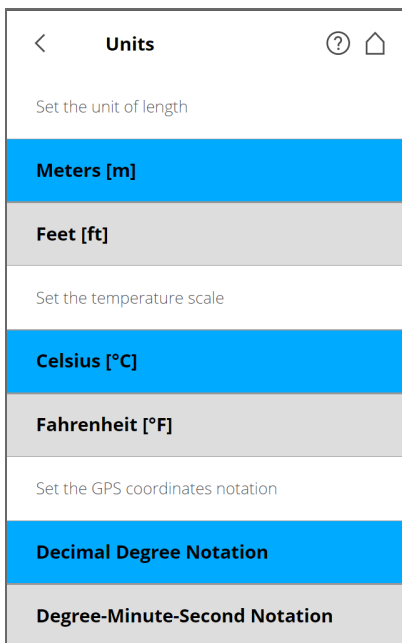 Units
Set the unit of length
Meters [m]
Feet [ft]
Set the temperature scale
Celsius [°C]
Fahrenheit [°F]
Set the GPS coordinates notation
Decimal Degree Notation
Degree-Minute-Second Notation